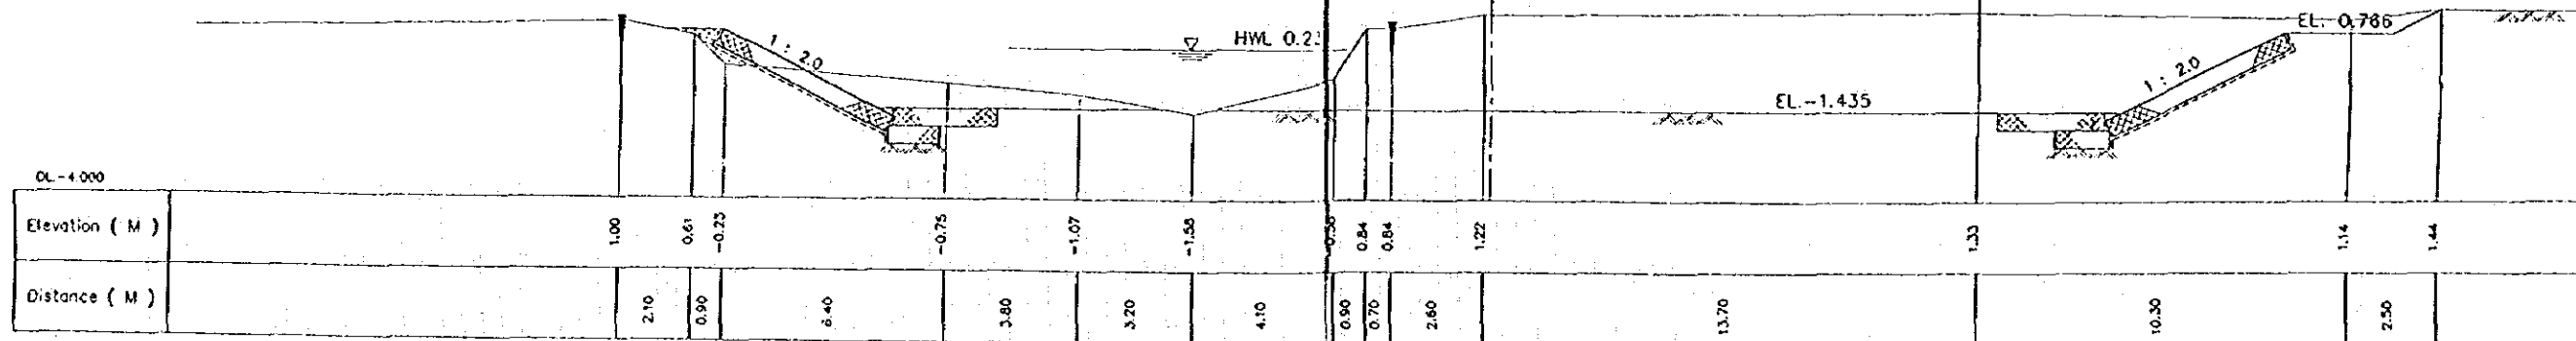 EL. 0.766
HWL 0.2
1 : 2.0
1 : 2.0
EL.-1.435
DL-4.000
Elevation ( M ) 1.00 0.61 -0.23 -0.75 -1.07 -1.58 -0.58 0.84 0.84 1.22 1.33 1.14 1.44
Distance ( M ) 2.10 0.90 6.40 3.80 3.20 4.10 0.90 0.70 2.60 13.70 10.30 2.50